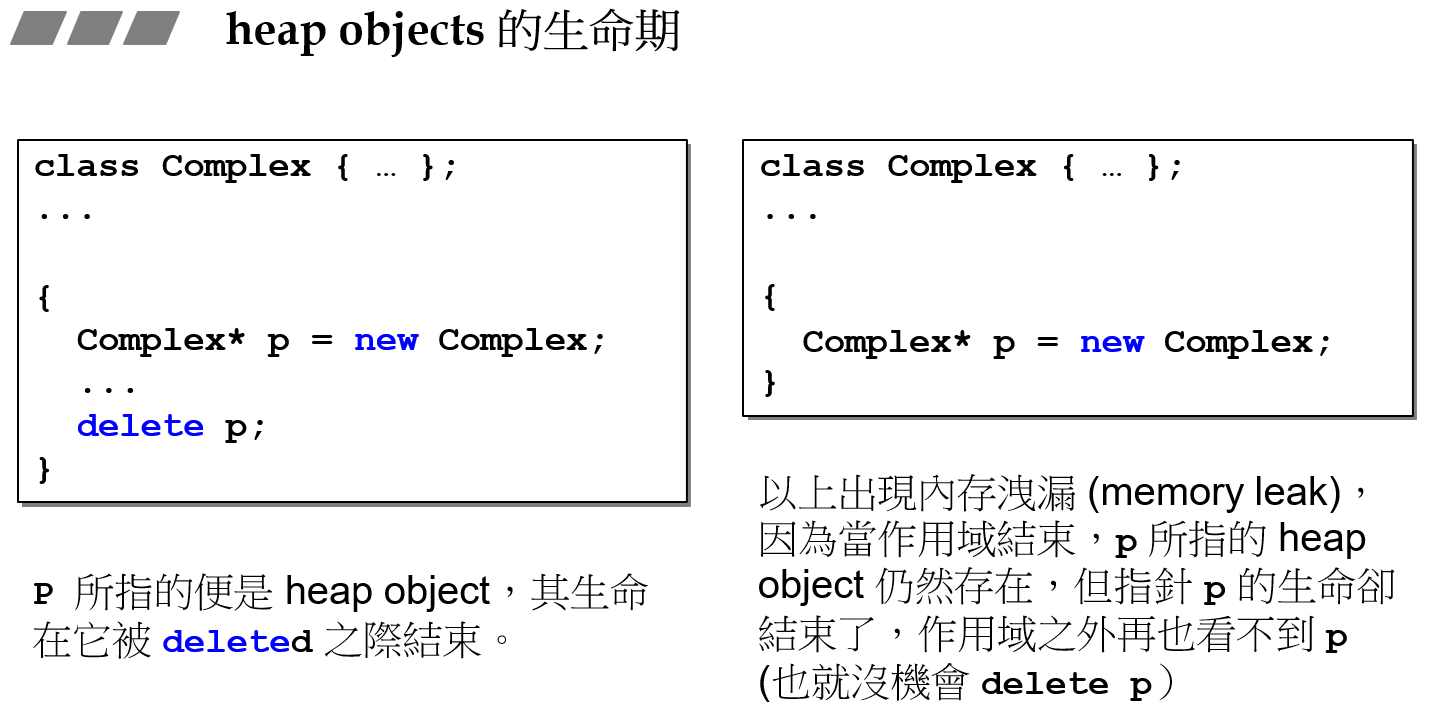 heap objects 的生命期
class Complex { … };
...
{
Complex* p = new Complex;
...
delete p;
}
P 所指的便是 heap object，其生命
在它被 deleted 之際結束。
class Complex { … };
...
{
Complex* p = new Complex;
}
以上出現內存洩漏 (memory leak)，
因為當作用域結束，p 所指的 heap
object 仍然存在，但指針 p 的生命卻
結束了，作用域之外再也看不到 p
(也就沒機會 delete p）